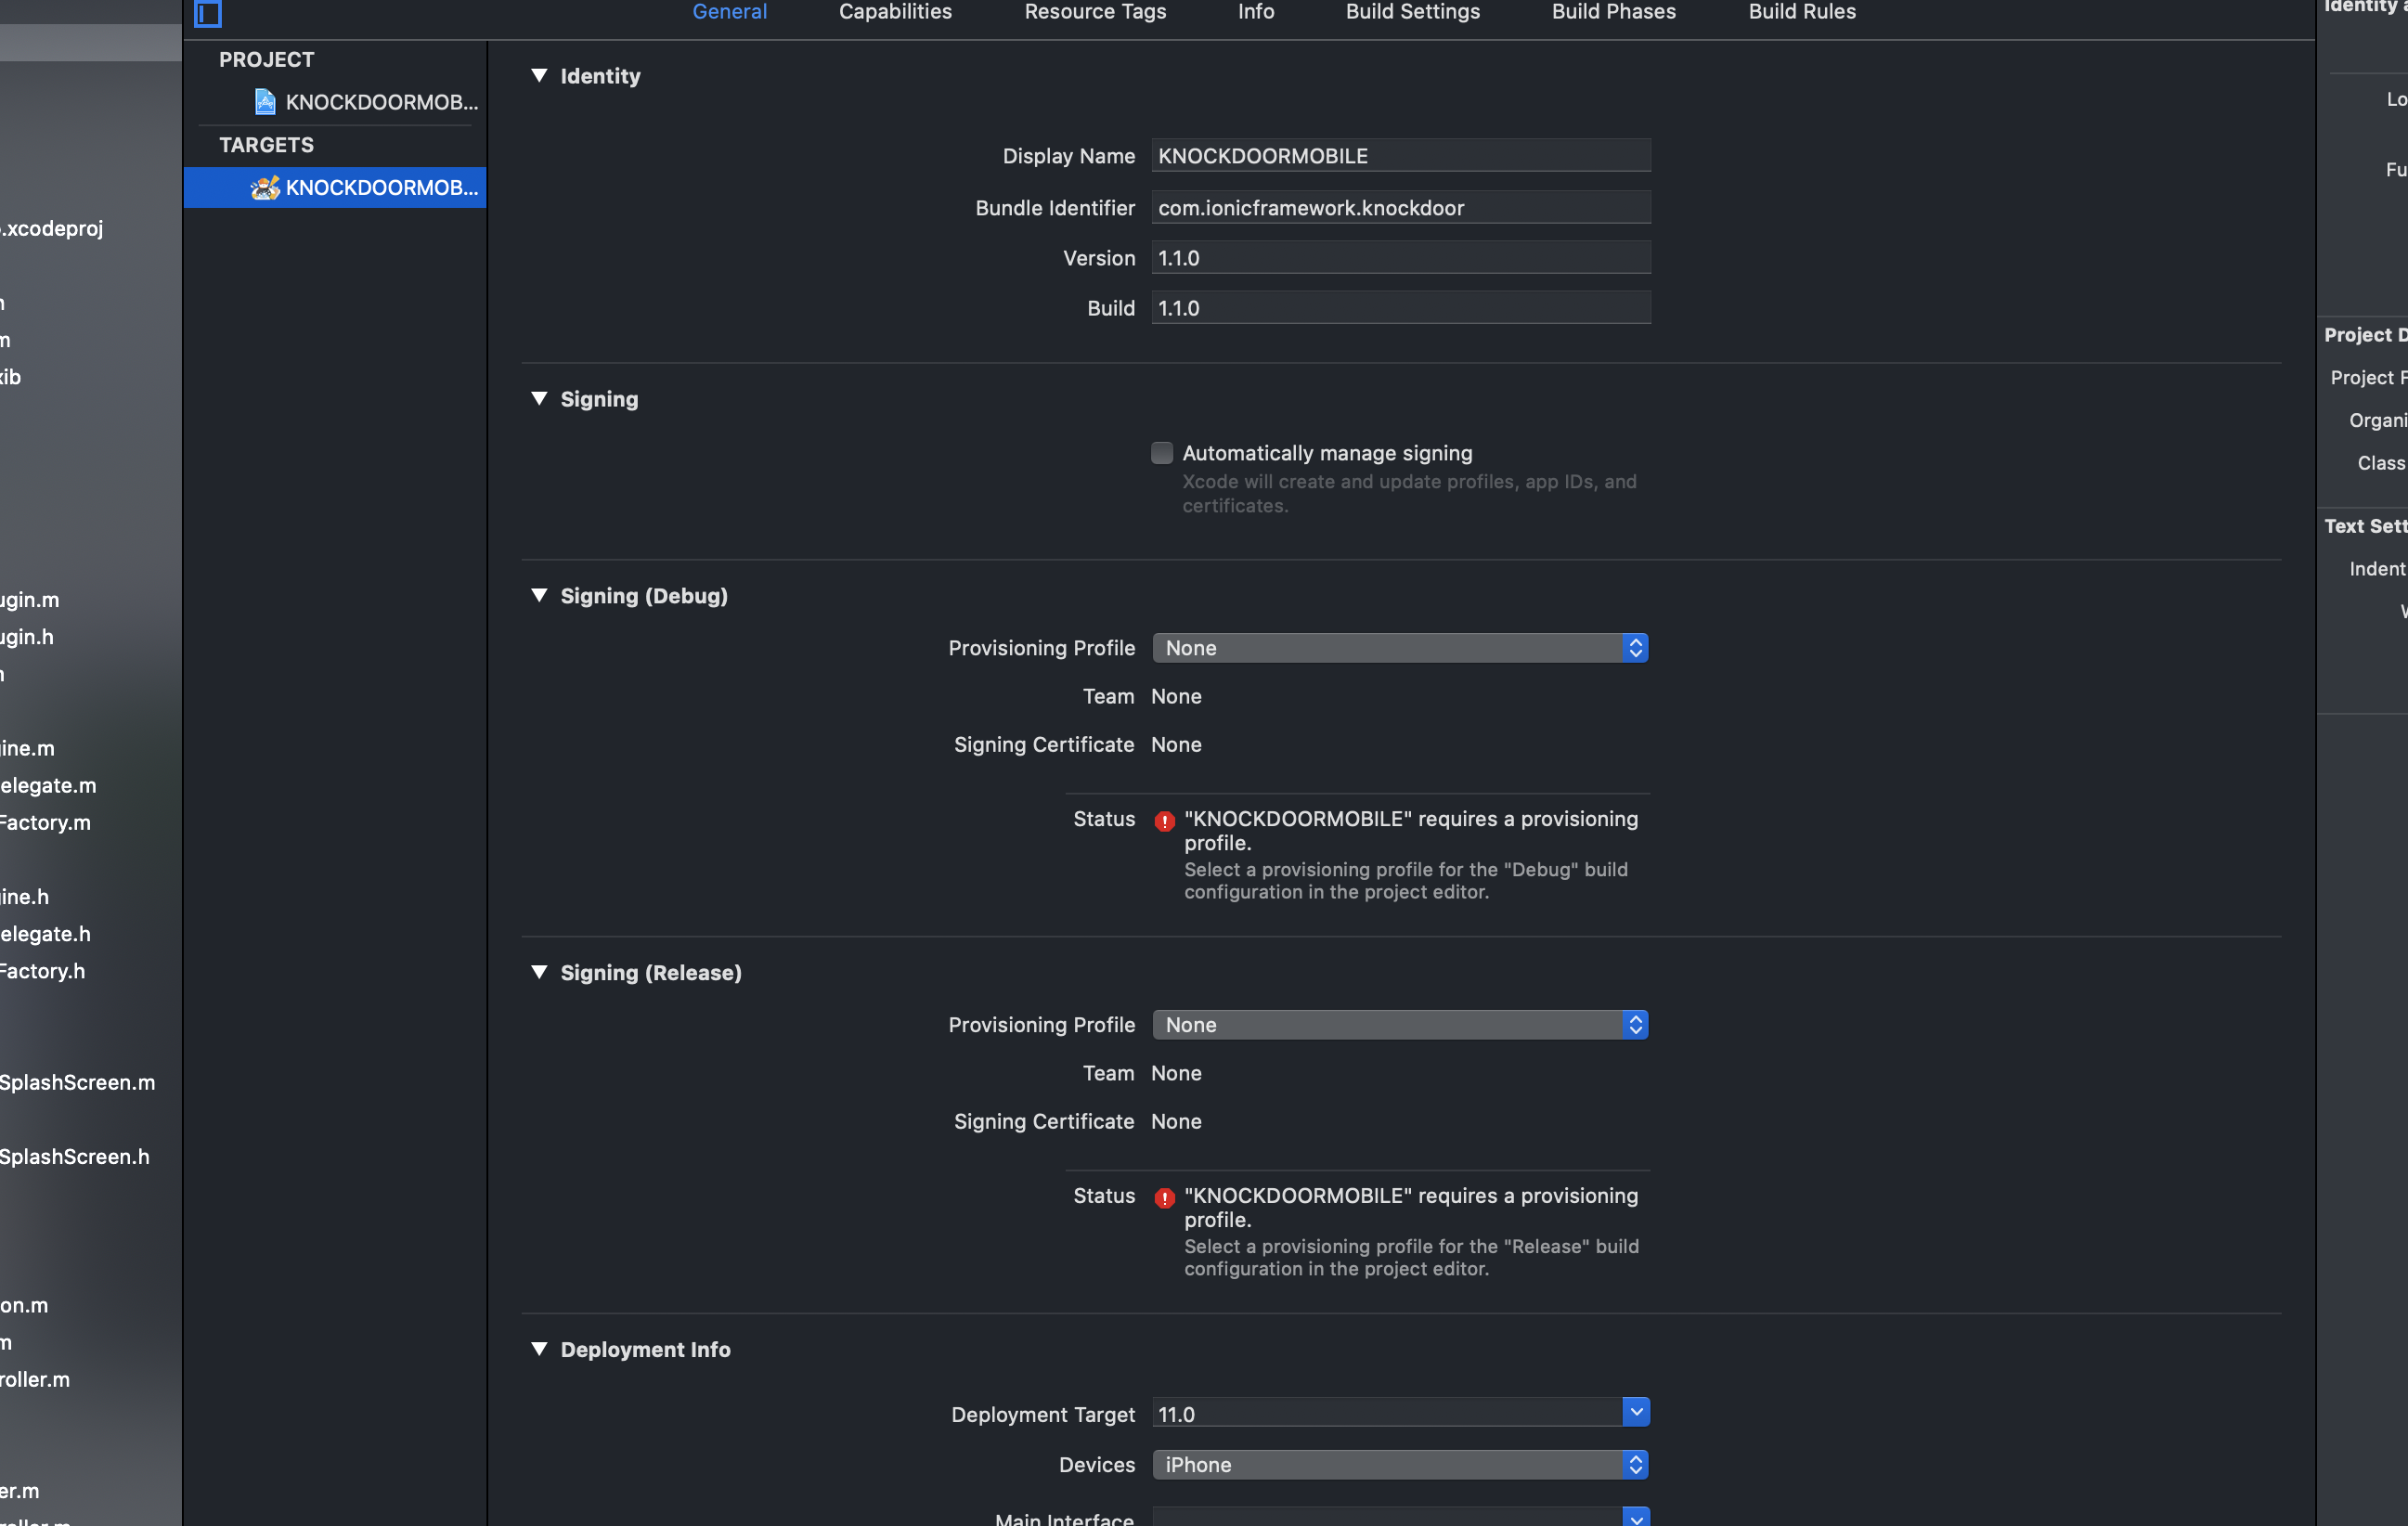 General Capabilities Resource Tags Info Build Settings Build Phases Build Rules
PROJECT
KNOCKDOORMOB...
TARGETS
KNOCKDOORMOB...
.xcodeproj
ugin.m
ugin.h
gine.m
elegate.m
Factory.m
gine.h
elegate.h
Factory.h
SplashScreen.m
SplashScreen.h
on.m
m
roller.m
er.m
Identity
Display Name KNOCKDOORMOBILE
Bundle Identifier com.ionicframework.knockdoor
Version 1.1.0
Build 1.1.0
Signing
Automatically manage signing
Xcode will create and update profiles, app IDs, and
certificates.
Signing (Debug)
Provisioning Profile None
Team None
Signing Certificate None
Status "KNOCKDOORMOBILE" requires a provisioning
profile.
Select a provisioning profile for the "Debug" build
configuration in the project editor.
Signing (Release)
Provisioning Profile None
Team None
Signing Certificate None
Status "KNOCKDOORMOBILE" requires a provisioning
profile.
Select a provisioning profile for the "Release" build
configuration in the project editor.
Deployment Info
Deployment Target 11.0
Devices iPhone
Main Interface
Identity a
Lo
Fu
Project D
Project F
Organi
Class
Text Sett
Indent